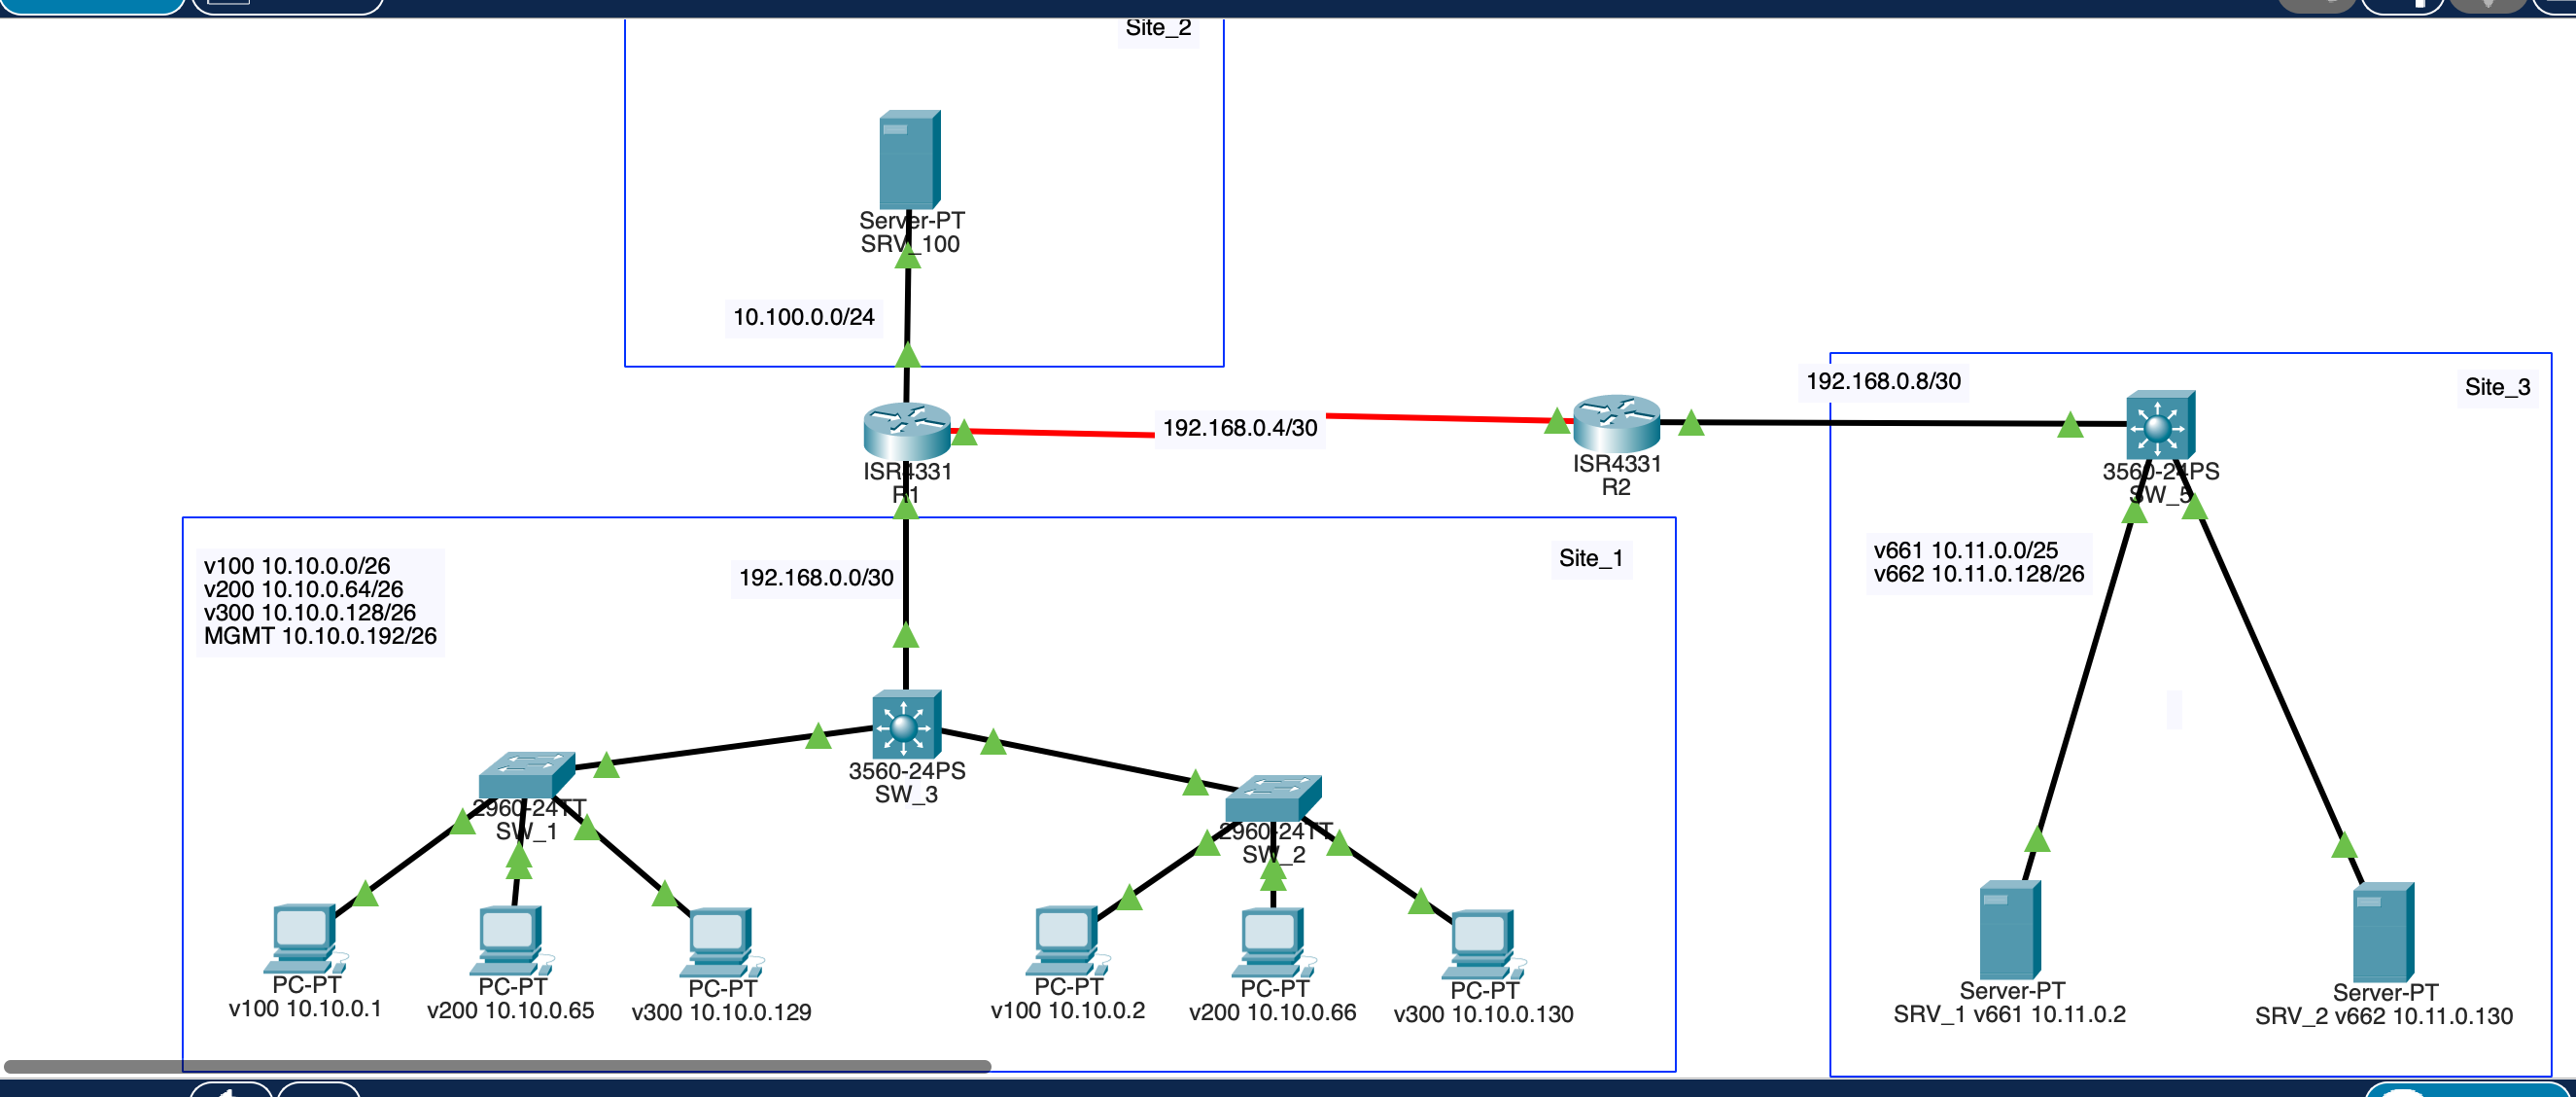 Site_2
Server-PT
SRV_100
10.100.0.0/24
192.168.0.8/30
Site_3
192.168.0.4/30
ISR4331
R1
ISR4331
R2
3560-24PS
SW_5
v100 10.10.0.0/26
v200 10.10.0.64/26
v300 10.10.0.128/26
MGMT 10.10.0.192/26
192.168.0.0/30
Site_1
v661 10.11.0.0/25
v662 10.11.0.128/26
3560-24PS
SW_3
2960-24TT
SW_1
2960-24TT
SW_2
PC-PT
v100 10.10.0.1
PC-PT
v200 10.10.0.65
PC-PT
v300 10.10.0.129
PC-PT
v100 10.10.0.2
PC-PT
v200 10.10.0.66
PC-PT
v300 10.10.0.130
Server-PT
SRV_1 v661 10.11.0.2
Server-PT
SRV_2 v662 10.11.0.130